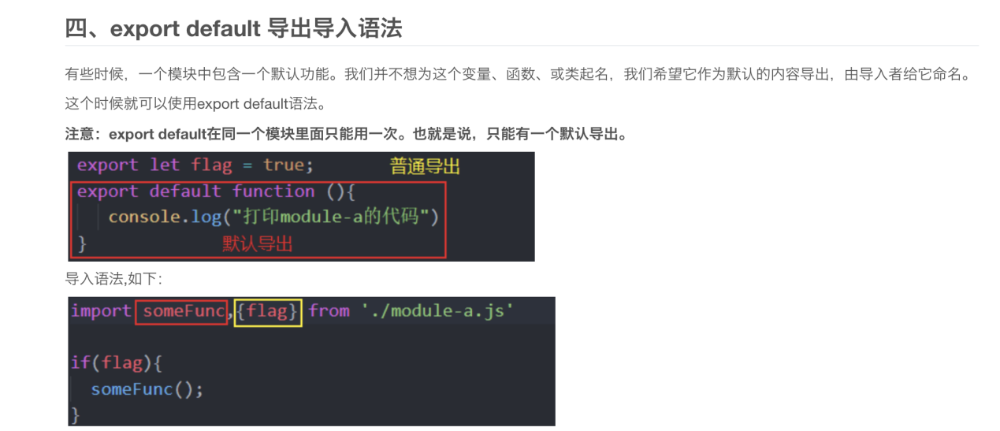 四、export default 导出导入语法
有些时候，一个模块中包含一个默认功能。我们并不想为这个变量、函数、或类起名，我们希望它作为默认的内容导出，由导入者给它命名。
这个时候就可以使用export default语法。
注意：export default在同一个模块里面只能用一次。也就是说，只能有一个默认导出。
export let flag = true; 普通导出
export default function (){
console.log("打印module-a的代码")
} 默认导出
导入语法,如下：
import someFunc,{flag} from './module-a.js'
if(flag){
someFunc();
}